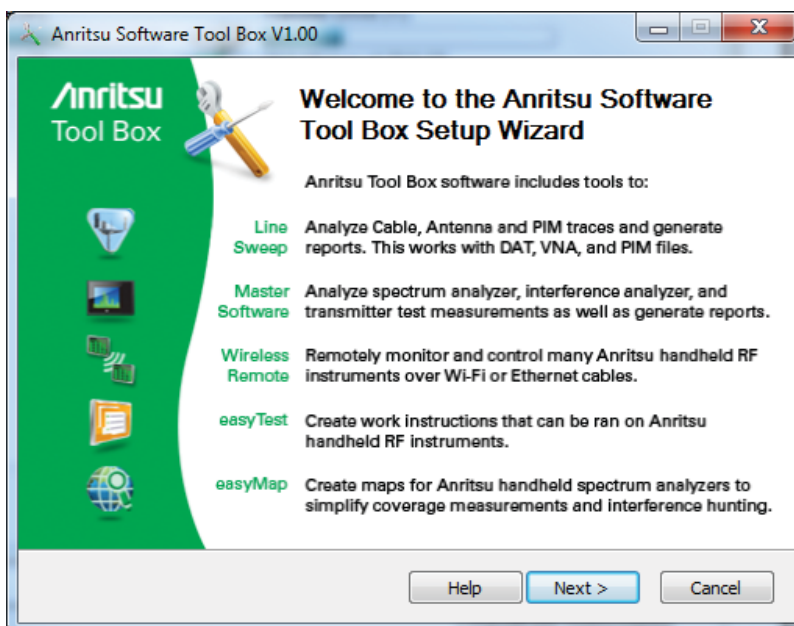 Anritsu Software Tool Box V1.00
Anritsu
Tool Box
Welcome to the Anritsu Software
Tool Box Setup Wizard
Anritsu Tool Box software includes tools to:
Line
Sweep
Analyze Cable, Antenna and PIM traces and generate
reports. This works with DAT, VNA, and PIM files.
Master
Software
Analyze spectrum analyzer, interference analyzer, and
transmitter test measurements as well as generate reports.
Wireless
Remote
Remotely monitor and control many Anritsu handheld RF
instruments over Wi-Fi or Ethernet cables.
easyTest
Create work instructions that can be ran on Anritsu
handheld RF instruments.
easyMap
Create maps for Anritsu handheld spectrum analyzers to
simplify coverage measurements and interference hunting.
Help
Next >
Cancel